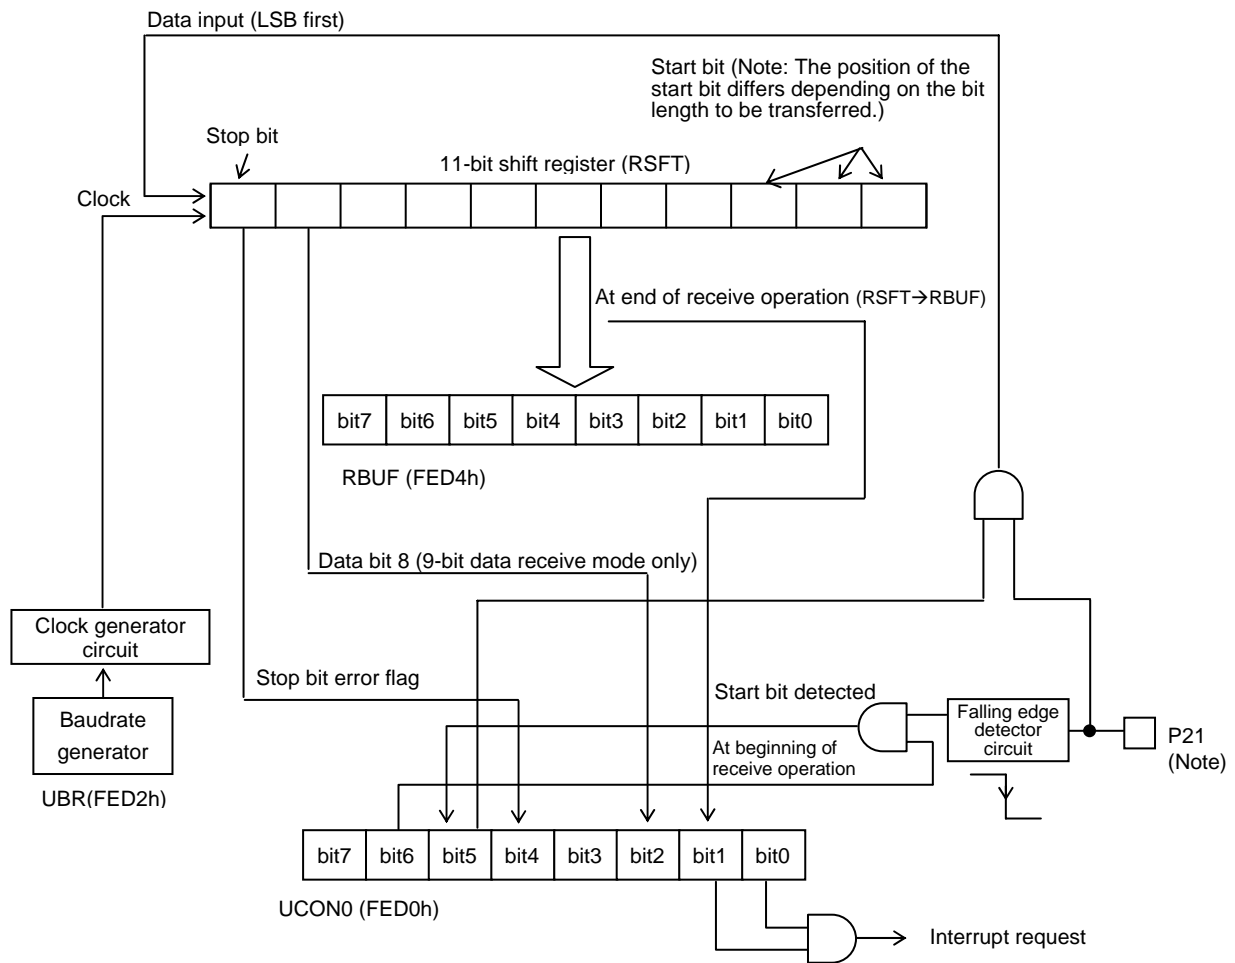 Data input (LSB first)
Start bit (Note: The position of the
start bit differs depending on the bit
length to be transferred.)
Stop bit
11-bit shift register (RSFT)
Clock
At end of receive operation (RSFT→RBUF)
bit7 bit6 bit5 bit4 bit3 bit2 bit1 bit0
RBUF (FED4h)
Data bit 8 (9-bit data receive mode only)
Clock generator
circuit
Stop bit error flag
Start bit detected
Baudrate
generator
Falling edge
detector
circuit
P21
(Note)
At beginning of
receive operation
UBR(FED2h)
bit7 bit6 bit5 bit4 bit3 bit2 bit1 bit0
UCON0 (FED0h)
Interrupt request